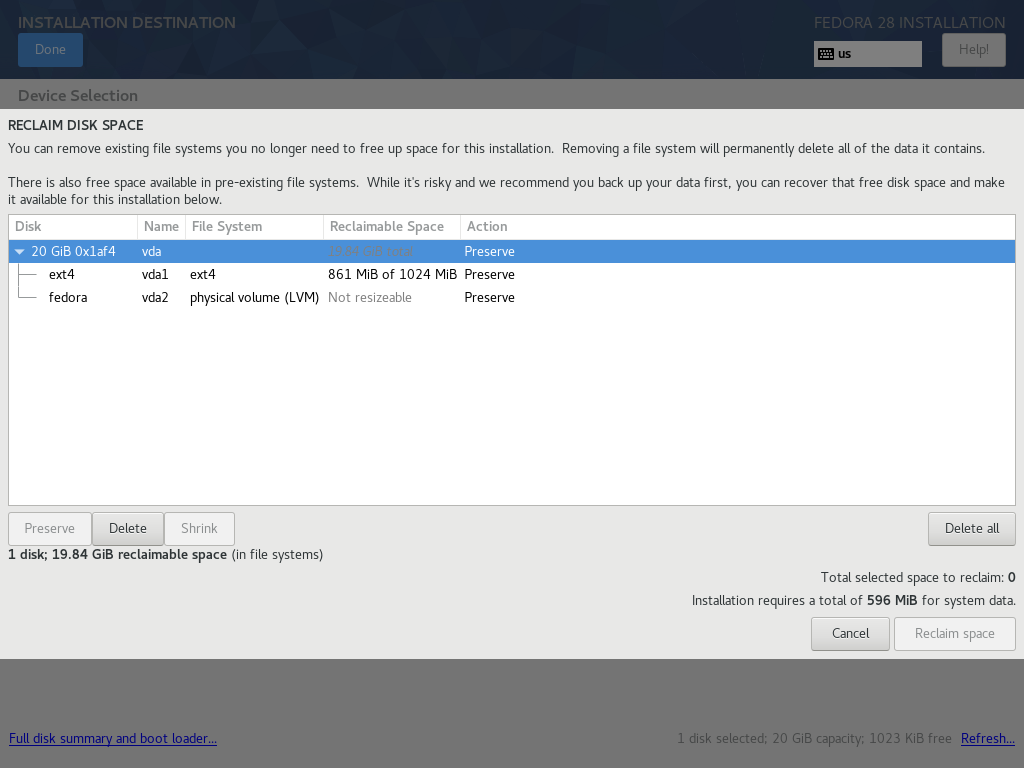 INSTALLATION DESTINATION
FEDORA 28 INSTALLATION
Done
us
Help!
Device Selection
RECLAIM DISK SPACE
You can remove existing file systems you no longer need to free up space for this installation.  Removing a file system will permanently delete all of the data it contains.
There is also free space available in pre-existing file systems.  While it's risky and we recommend you back up your data first, you can recover that free disk space and make
it available for this installation below.
Disk Name File System Reclaimable Space Action
20 GiB 0x1af4 vda Preserve
ext4 vda1 ext4 861 MiB of 1024 MiB Preserve
fedora vda2 physical volume (LVM) Not resizeable Preserve
Preserve Delete Shrink Delete all
1 disk; 19.84 GiB reclaimable space (in file systems)
Total selected space to reclaim: 0
Installation requires a total of 596 MiB for system data.
Cancel Reclaim space
Full disk summary and boot loader... 1 disk selected; 20 GiB capacity; 1023 KiB free Refresh...